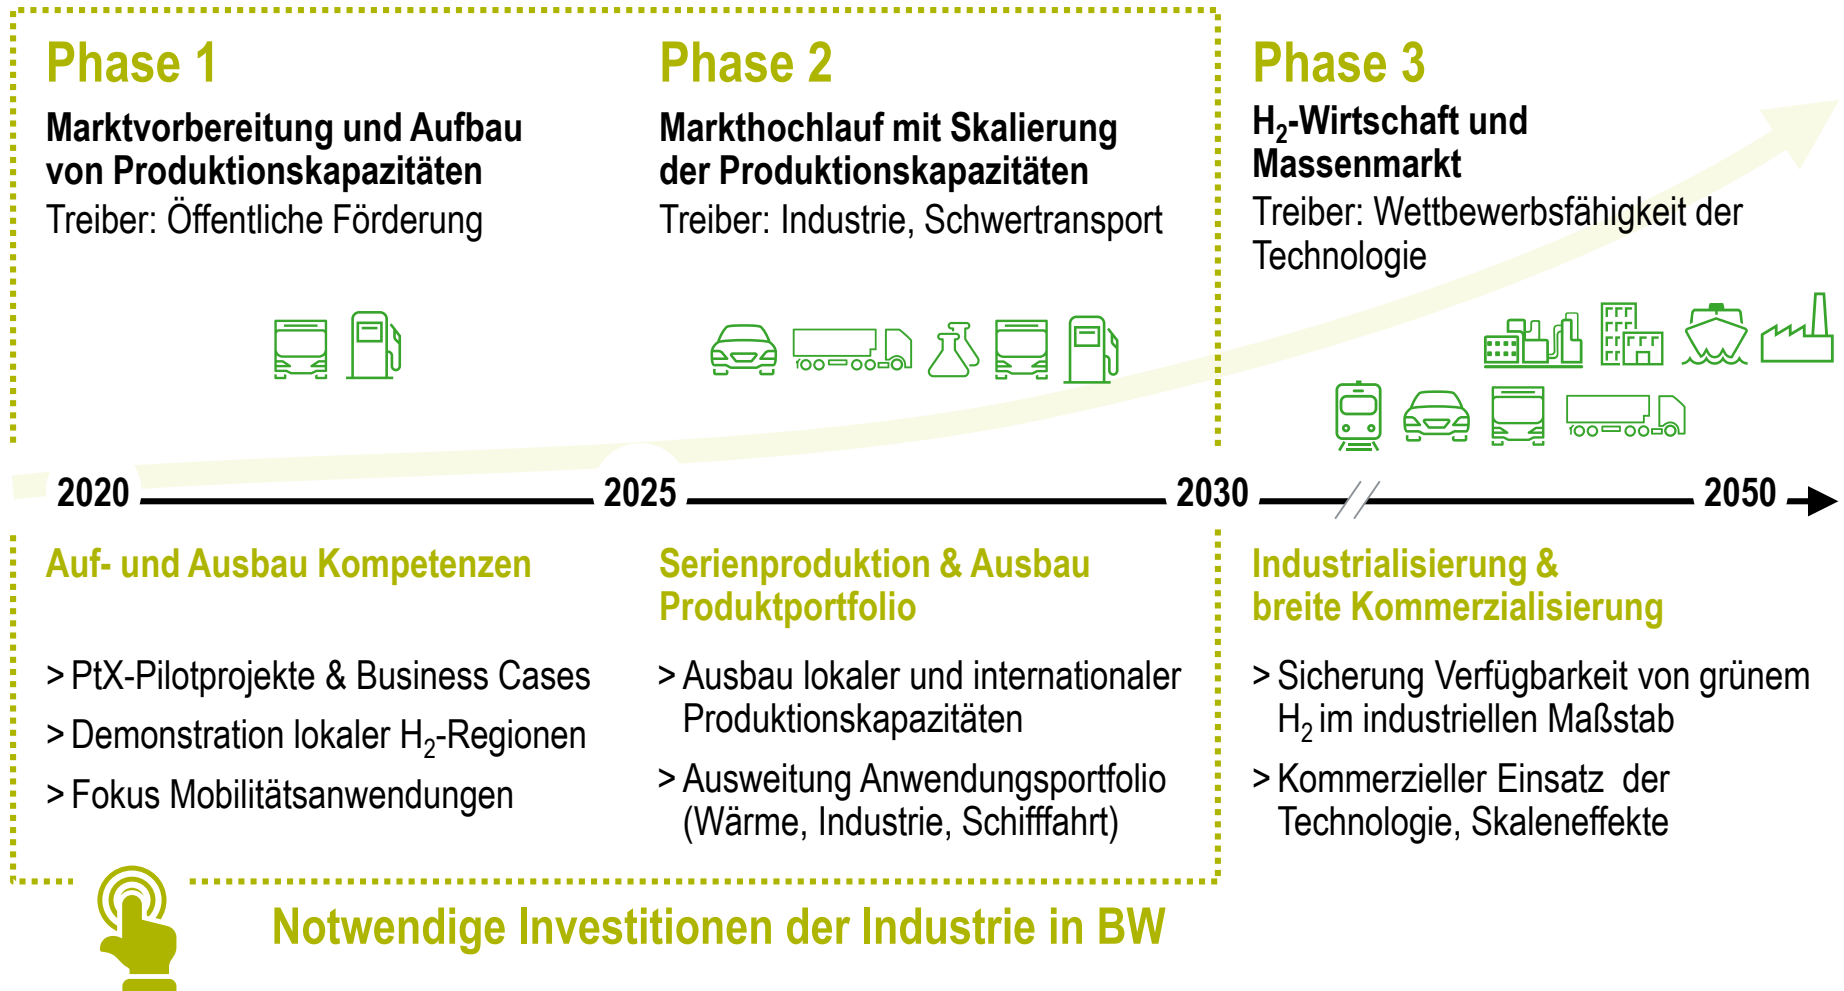 Phase 1
Marktvorbereitung und Aufbau
von Produktionskapazitäten
Treiber: Öffentliche Förderung
Phase 2
Markthochlauf mit Skalierung
der Produktionskapazitäten
Treiber: Industrie, Schwertransport
Phase 3
H₂-Wirtschaft und
Massenmarkt
Treiber: Wettbewerbsfähigkeit der
Technologie
2020
2025
2030
2050
Auf- und Ausbau Kompetenzen
> PtX-Pilotprojekte & Business Cases
> Demonstration lokaler H₂-Regionen
> Fokus Mobilitätsanwendungen
Serienproduktion & Ausbau
Produktportfolio
> Ausbau lokaler und internationaler
Produktionskapazitäten
> Ausweitung Anwendungsportfolio
(Wärme, Industrie, Schifffahrt)
Industrialisierung &
breite Kommerzialisierung
> Sicherung Verfügbarkeit von grünem
H₂ im industriellen Maßstab
> Kommerzieller Einsatz der
Technologie, Skaleneffekte
Notwendige Investitionen der Industrie in BW